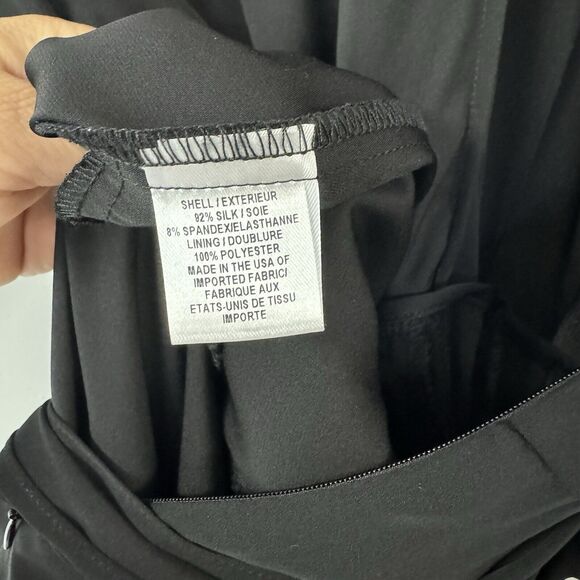 SHELL / EXTERIEUR
92% SILK / SOIE
8% SPANDEX/ELASTHANNE
LINING / DOUBLURE
100% POLYESTER
MADE IN THE USA OF
IMPORTED FABRIC/
FABRIQUE AUX
ETATS-UNIS DE TISSU
IMPORTE